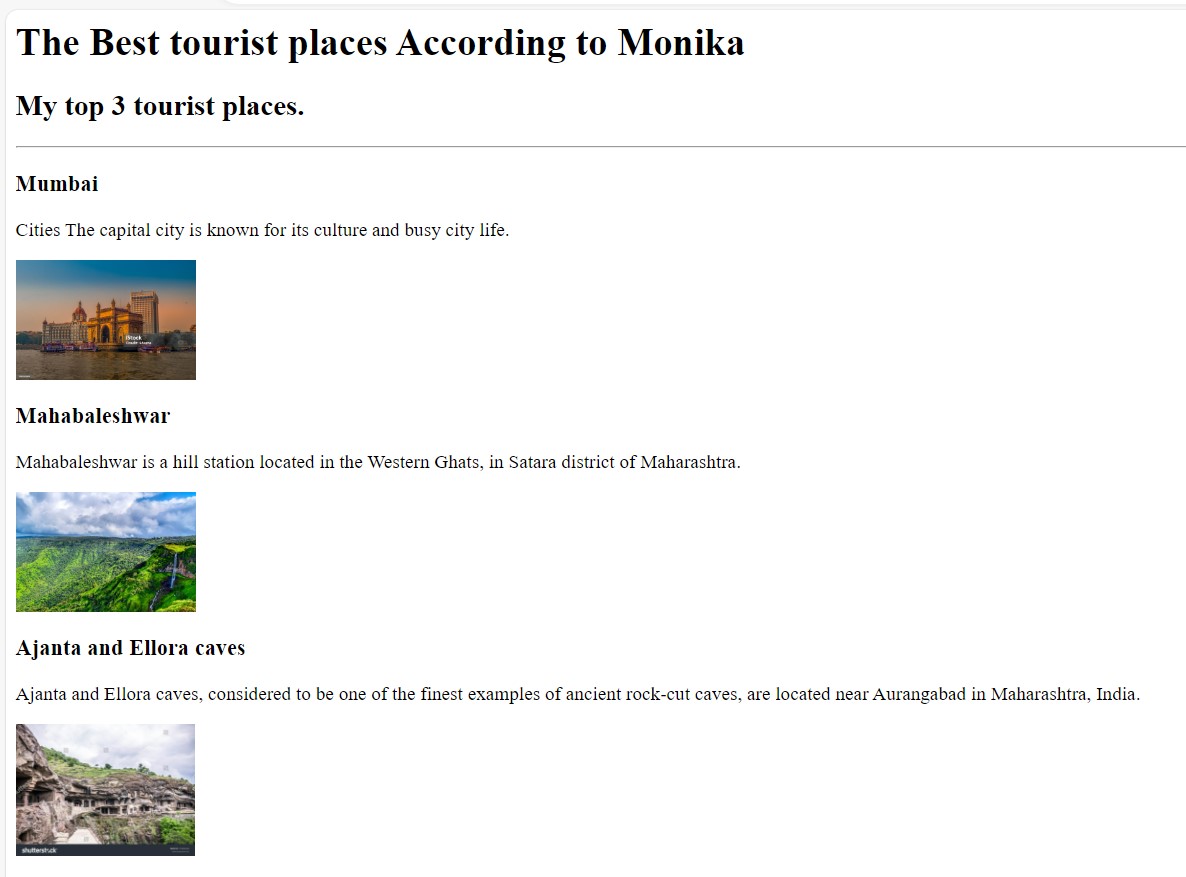 The Best tourist places According to Monika
My top 3 tourist places.
Mumbai
Cities The capital city is known for its culture and busy city life.
iStock
Mahabaleshwar
Mahabaleshwar is a hill station located in the Western Ghats, in Satara district of Maharashtra.
Ajanta and Ellora caves
Ajanta and Ellora caves, considered to be one of the finest examples of ancient rock-cut caves, are located near Aurangabad in Maharashtra, India.
shutterstock